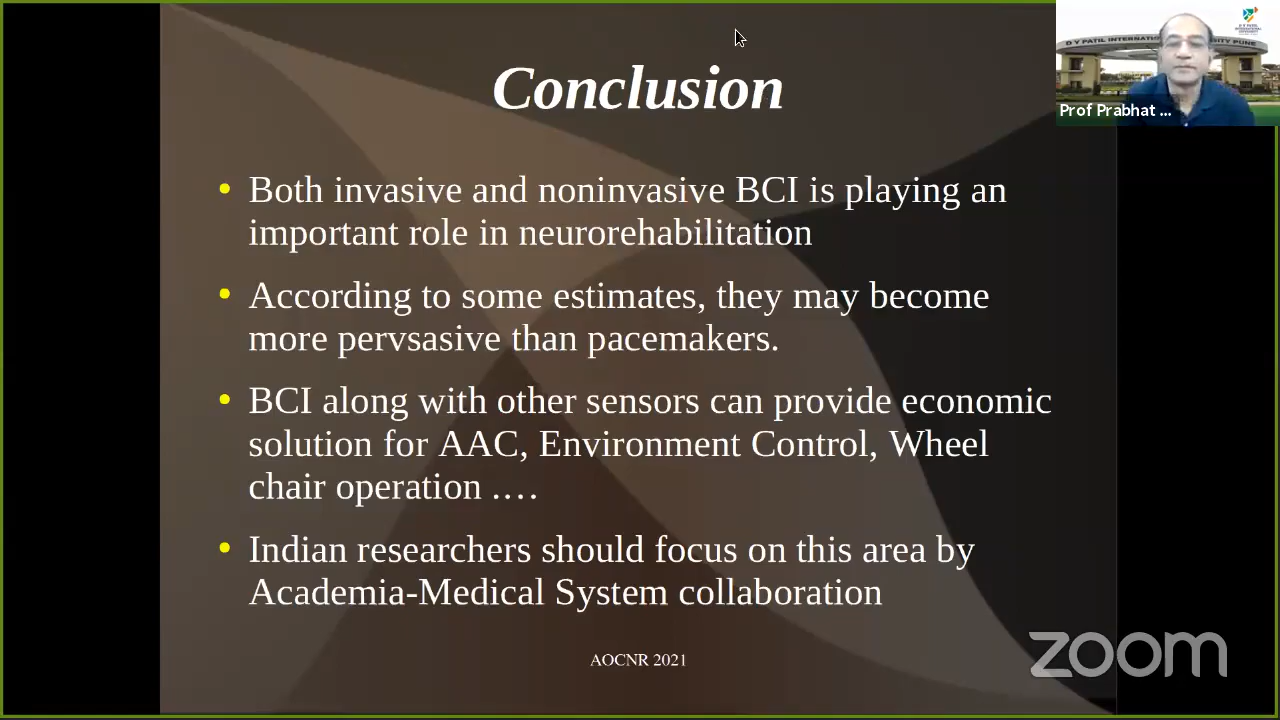 Conclusion
Both invasive and noninvasive BCI is playing an
important role in neurorehabilitation
According to some estimates, they may become
more pervsasive than pacemakers.
BCI along with other sensors can provide economic
solution for AAC, Environment Control, Wheel
chair operation ....
Indian researchers should focus on this area by
Academia-Medical System collaboration
AOCNR 2021
D Y PATIL INTERNATIONAL
Prof Prabhat ...
zoom